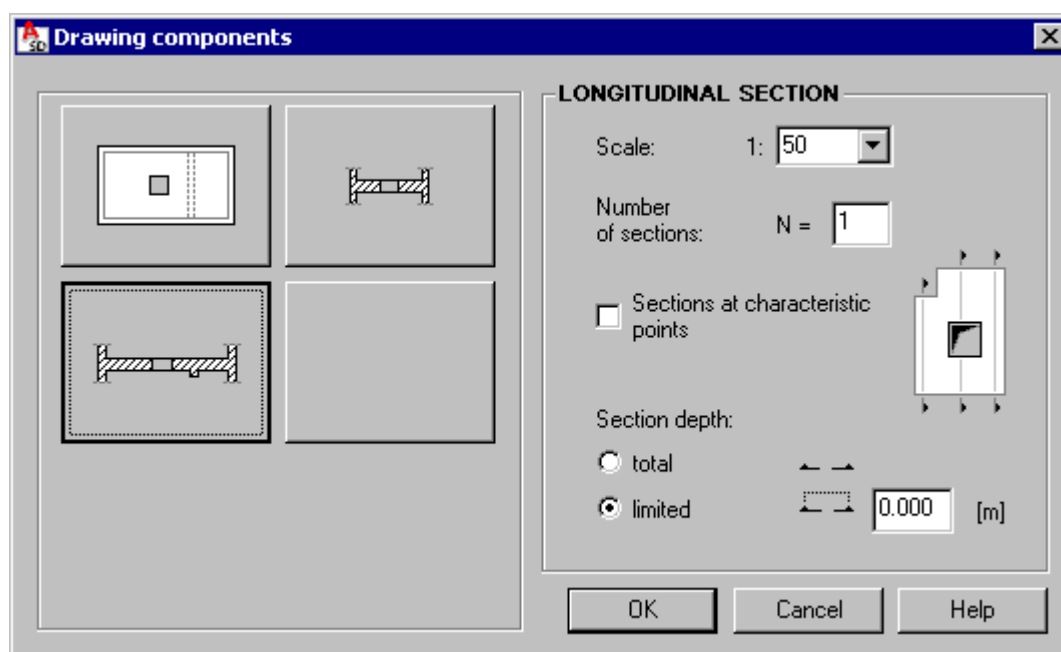 A SD Drawing components
LONGITUDINAL SECTION
Scale: 1: 50
Number
of sections: N = 1
Sections at characteristic
points
Section depth:
total
limited 0.000 [m]
OK Cancel Help